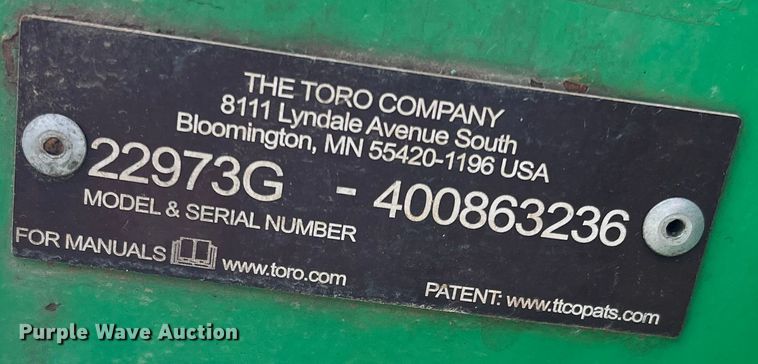 THE TORO COMPANY
8111 Lyndale Avenue South
Bloomington, MN 55420-1196 USA
22973G - 400863236
MODEL & SERIAL NUMBER
FOR MANUALS www.toro.com
PATENT: www.ttcopats.com
Purple Wave Auction